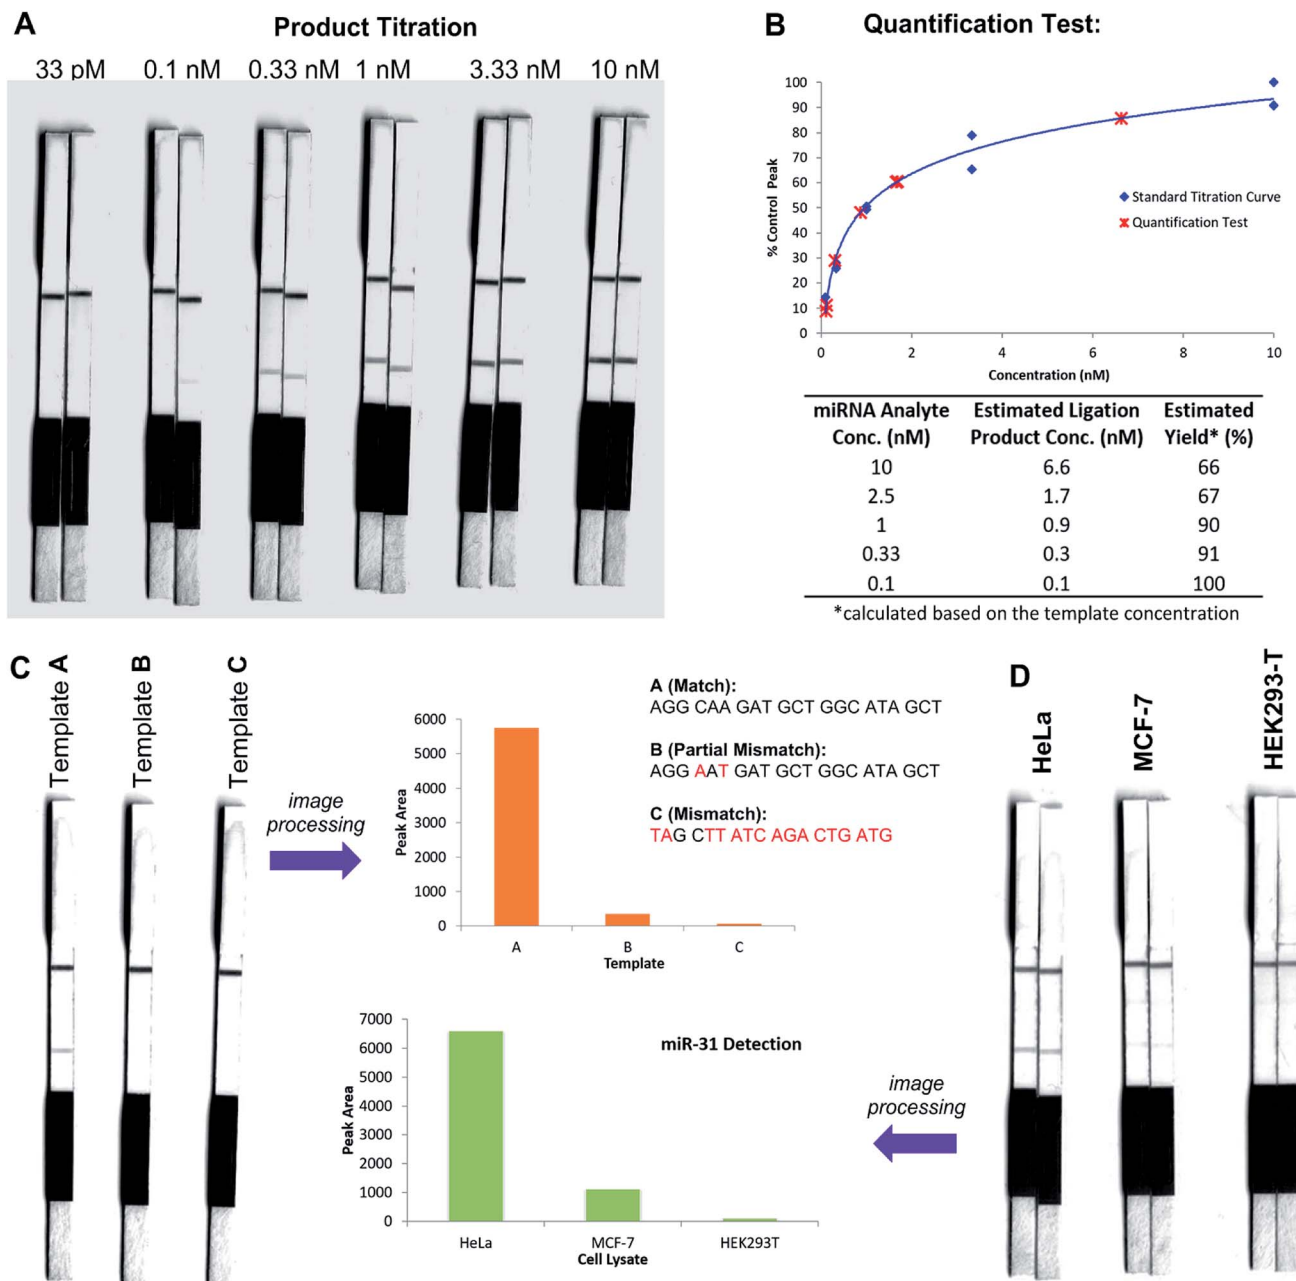 A
Product Titration
33 pM 0.1 nM 0.33 nM 1 nM 3.33 nM 10 nM
B
Quantification Test:
100
90
80
70
60
50
40
30
20
10
0
% Control Peak
0 2 4 6 8 10
Concentration (nM)
Standard Titration Curve
Quantification Test
miRNA Analyte Estimated Ligation Estimated
Conc. (nM) Product Conc. (nM) Yield* (%)
10 6.6 66
2.5 1.7 67
1 0.9 90
0.33 0.3 91
0.1 0.1 100
*calculated based on the template concentration
C
Template A
Template B
Template C
image
processing
6000
5000
4000
3000
2000
1000
0
Peak Area
A B C
Template
A (Match):
AGG CAA GAT GCT GGC ATA GCT
B (Partial Mismatch):
AGG AAT GAT GCT GGC ATA GCT
C (Mismatch):
TAG CTT ATC AGA CTG ATG
7000
6000
5000
4000
3000
2000
1000
0
Peak Area
miR-31 Detection
HeLa MCF-7 HEK293T
Cell Lysate
image
processing
D
HeLa
MCF-7
HEK293-T